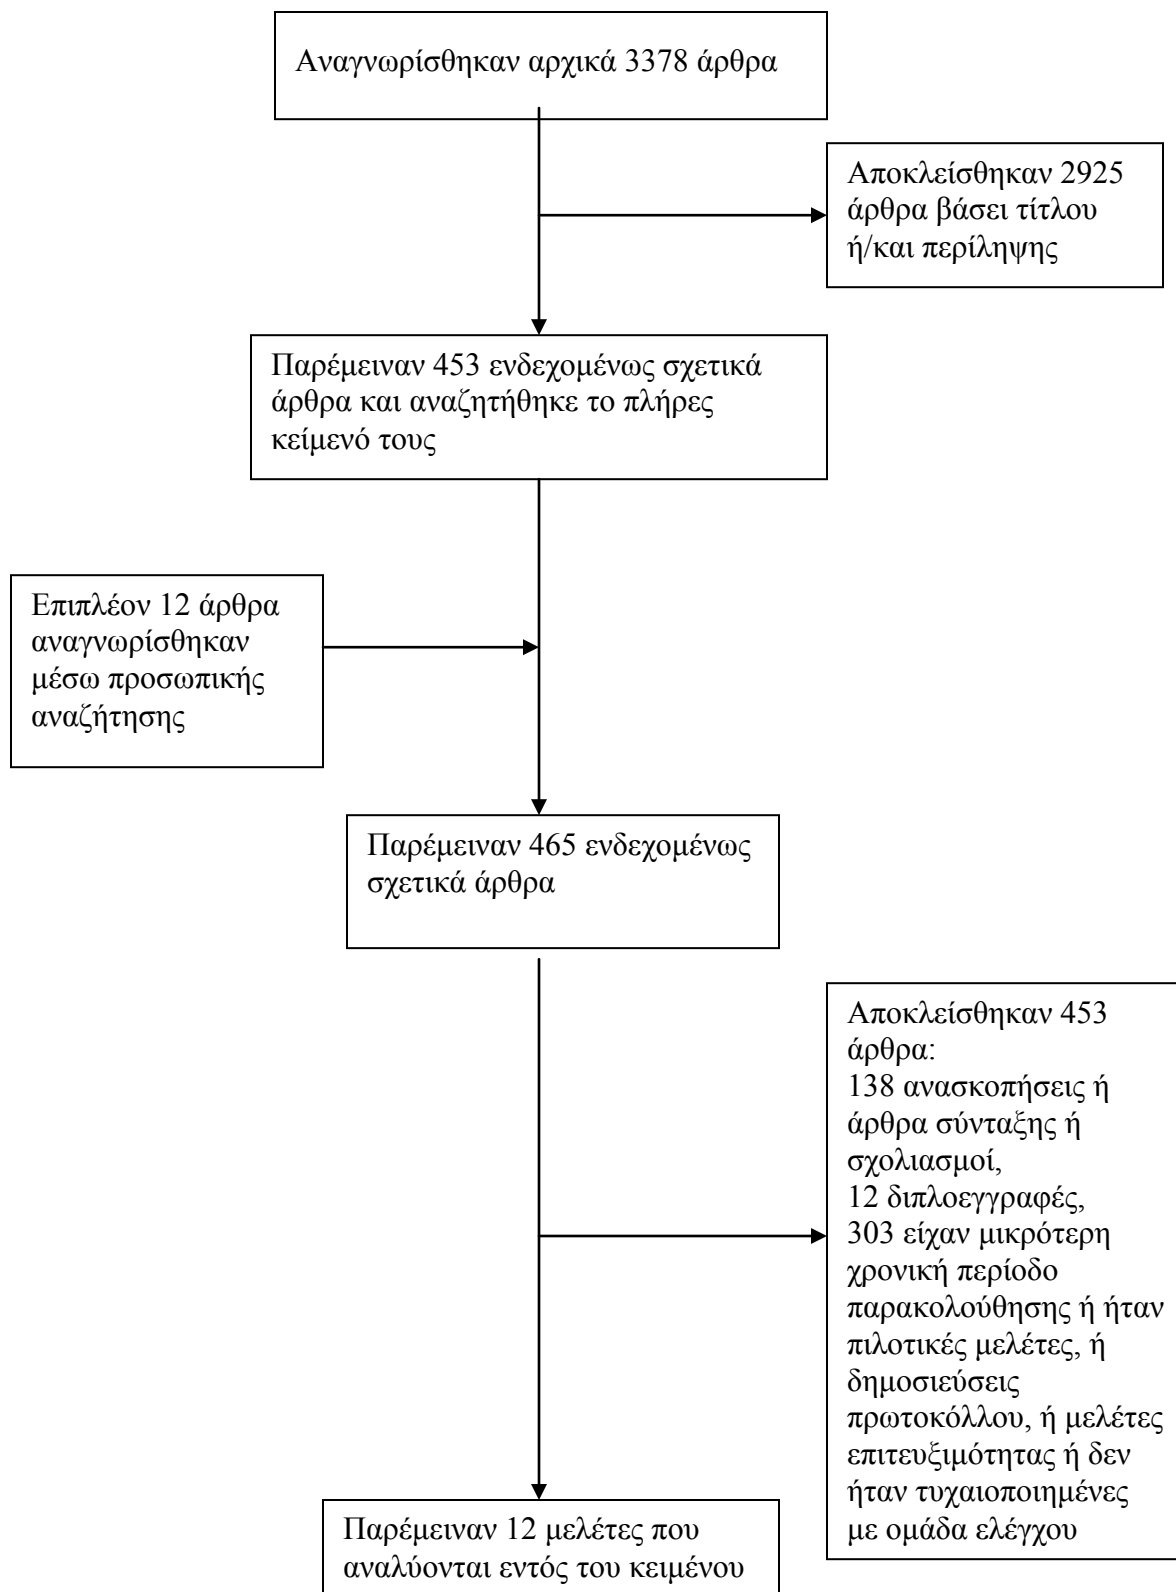 Αναγνωρίσθηκαν αρχικά 3378 άρθρα
Αποκλείσθηκαν 2925
άρθρα βάσει τίτλου
ή/και περίληψης
Παρέμειναν 453 ενδεχομένως σχετικά
άρθρα και αναζητήθηκε το πλήρες
κείμενό τους
Επιπλέον 12 άρθρα
αναγνωρίσθηκαν
μέσω προσωπικής
αναζήτησης
Παρέμειναν 465 ενδεχομένως
σχετικά άρθρα
Αποκλείσθηκαν 453
άρθρα:
138 ανασκοπήσεις ή
άρθρα σύνταξης ή
σχολιασμοί,
12 διπλοεγγραφές,
303 είχαν μικρότερη
χρονική περίοδο
παρακολούθησης ή ήταν
πιλοτικές μελέτες, ή
δημοσιεύσεις
πρωτοκόλλου, ή μελέτες
επιτευξιμότητας ή δεν
ήταν τυχαιοποιημένες
με ομάδα ελέγχου
Παρέμειναν 12 μελέτες που
αναλύονται εντός του κειμένου